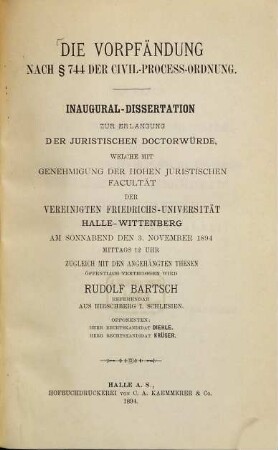 DIE VORPFÄNDUNG
NACH § 744 DER CIVIL-PROCESS-ORDNUNG.
INAUGURAL-DISSERTATION
ZUR ERLANGUNG
DER JURISTISCHEN DOCTORWÜRDE,
WELCHE MIT
GENEHMIGUNG DER HOHEN JURISTISCHEN
FACULTÄT
DER
VEREINIGTEN FRIEDRICHS-UNIVERSITÄT
HALLE-WITTENBERG
AM SONNABEND DEN 3. NOVEMBER 1894
MITTAGS 12 UHR
ZUGLEICH MIT DEN ANGEHÄNGTEN THESEN
ÖFFENTLICH VERTEIDIGEN WIRD
RUDOLF BARTSCH
REFERENDAR
AUS HIRSCHBERG I. SCHLESIEN.
OPPONENTEN:
HERR RECHTSKANDIDAT DIEHLE.
HERR RECHTSKANDIDAT KRÜGER.
HALLE A. S.,
HOFBUCHDRUCKEREI VON C. A. KAEMMERER & Co.
1894.